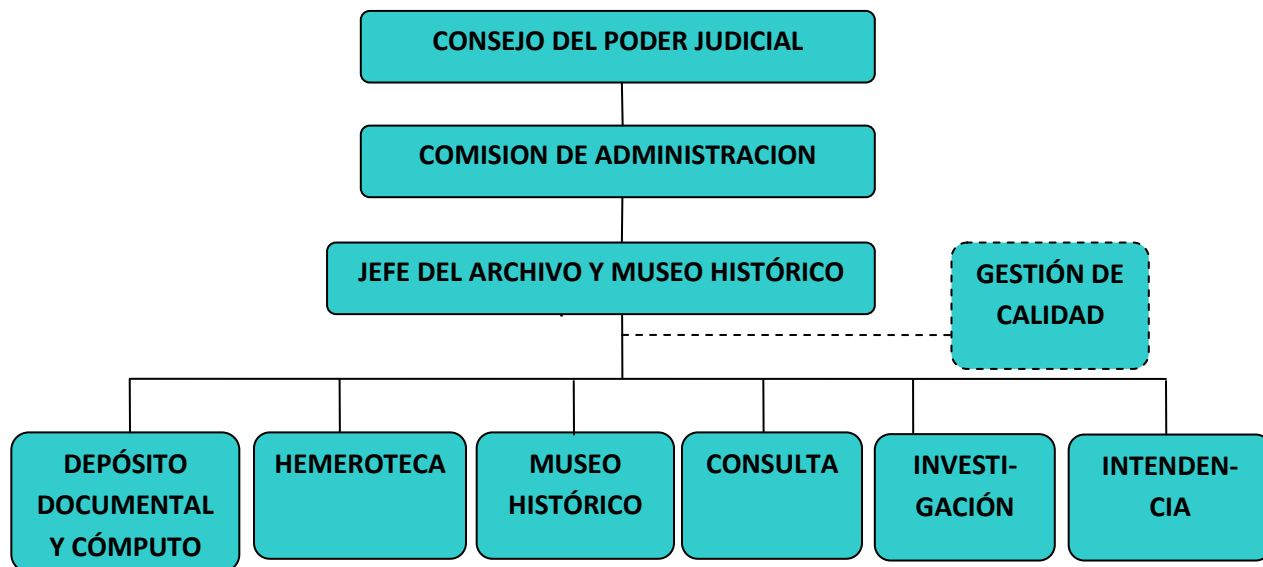 CONSEJO DEL PODER JUDICIAL
COMISION DE ADMINISTRACION
JEFE DEL ARCHIVO Y MUSEO HISTÓRICO
GESTIÓN DE
CALIDAD
DEPÓSITO
DOCUMENTAL
Y CÓMPUTO
HEMEROTECA
MUSEO
HISTÓRICO
CONSULTA
INVESTI-
GACIÓN
INTENDEN-
CIA